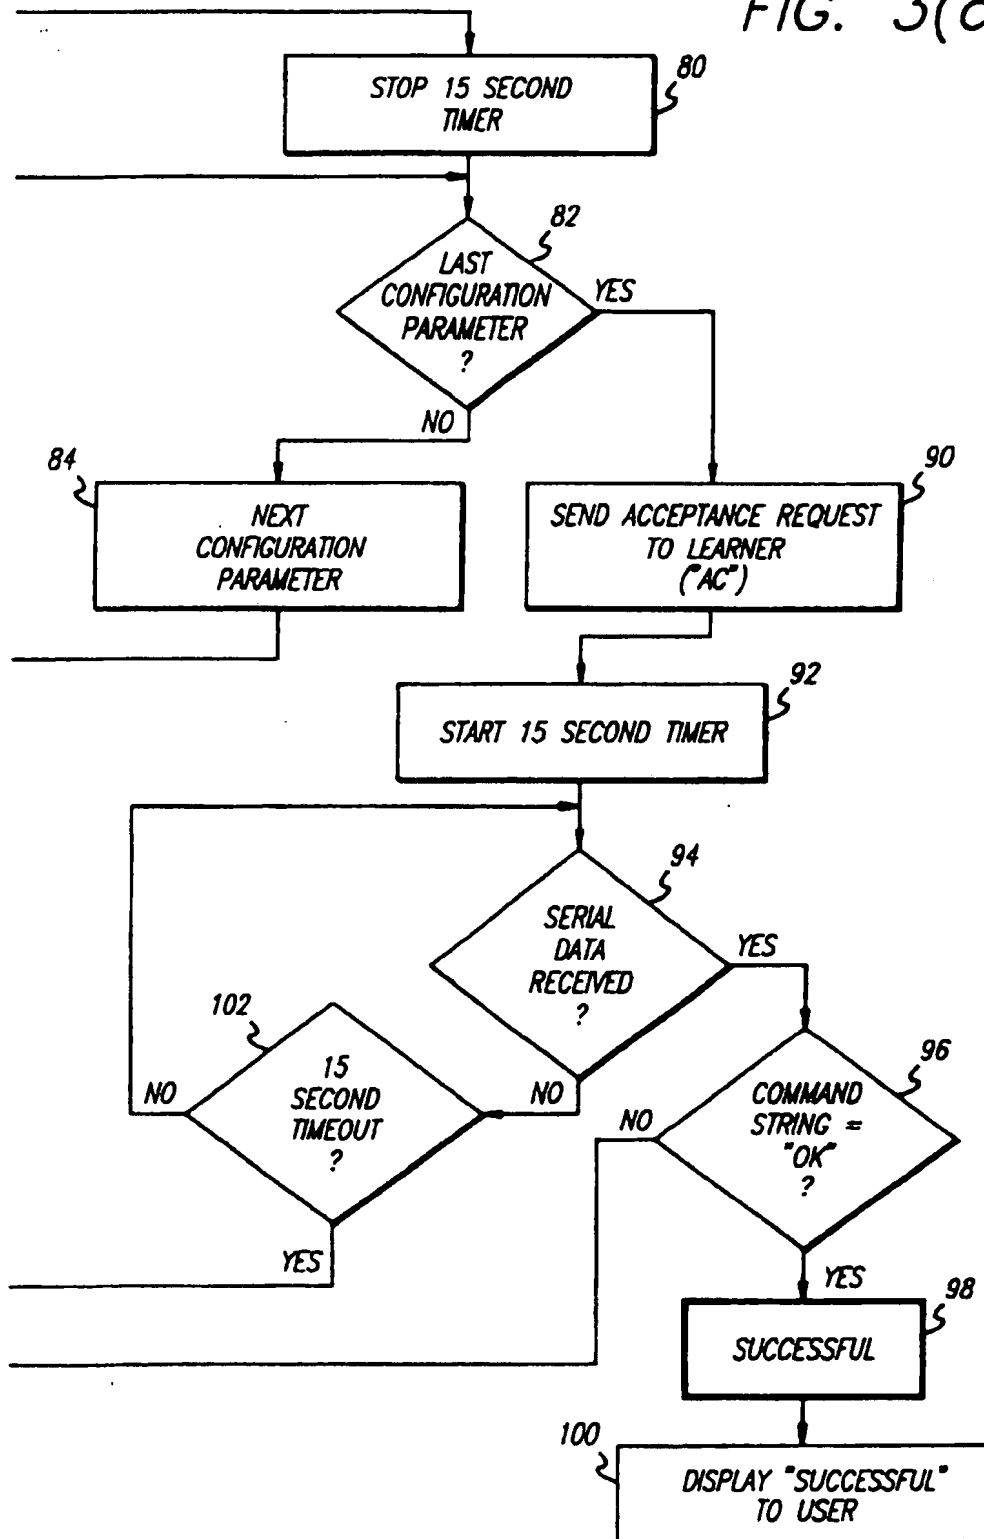 FIG. 3(
STOP 15 SECOND
TIMER
80
82
LAST
CONFIGURATION
PARAMETER
?
YES
NO
84
NEXT
CONFIGURATION
PARAMETER
90
SEND ACCEPTANCE REQUEST
TO LEARNER
("AC")
92
START 15 SECOND TIMER
94
SERIAL
DATA
RECEIVED
?
YES
NO
102
15
SECOND
TIMEOUT
?
NO
YES
96
COMMAND
STRING =
"OK"
?
NO
YES
98
SUCCESSFUL
100
DISPLAY "SUCCESSFUL"
TO USER